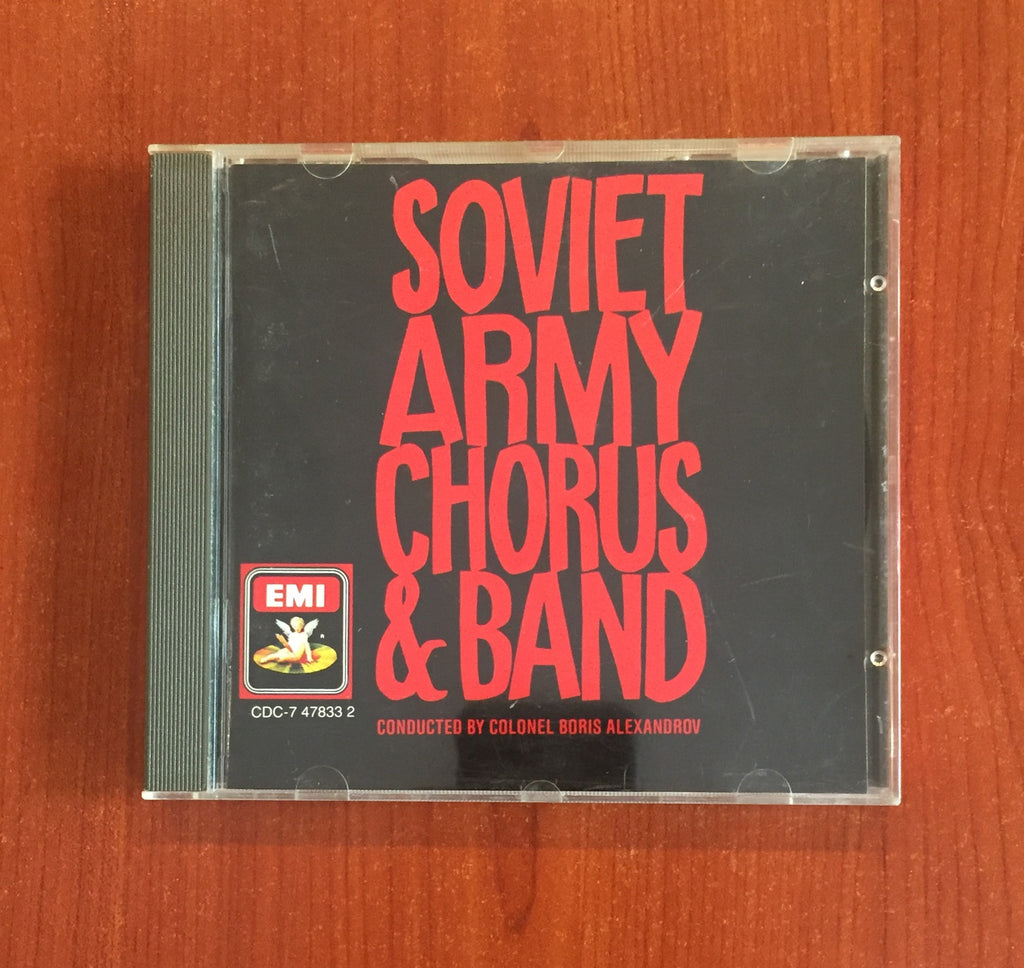 SOVIET
ARMY
CHORUS
& BAND
EMI
CDC-7 47833 2
CONDUCTED BY COLONEL BORIS ALEXANDROV